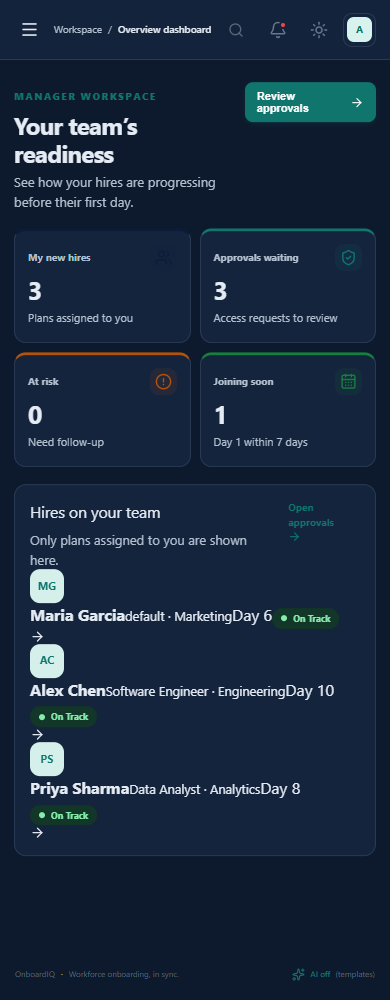 Workspace / Overview dashboard
A
MANAGER WORKSPACE
Review
approvals
Your team's
readiness
See how your hires are progressing
before their first day.
My new hires
3
Plans assigned to you
Approvals waiting
3
Access requests to review
At risk
0
Need follow-up
Joining soon
1
Day 1 within 7 days
Hires on your team
Open
approvals
→
Only plans assigned to you are shown
here.
MG
Maria Garciadefault · MarketingDay 6 On Track
→
AC
Alex ChenSoftware Engineer · EngineeringDay 10
On Track
→
PS
Priya SharmaData Analyst · AnalyticsDay 8
On Track
→
OnboardIQ · Workforce onboarding, in sync.
AI off (templates)